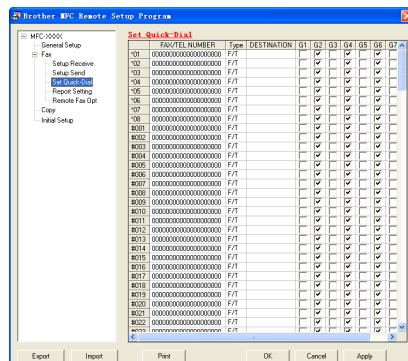 Brother MFC Remote Setup Program
MFC-XXXX
General Setup
Fax
Setup Receive
Setup Send
Set Quick-Dial
Report Setting
Remote Fax Opt
Copy
Initial Setup
Set Quick-Dial
FAX/TEL NUMBER Type DESTINATION G1 G2 G3 G4 G5 G6 G7
*01 00000000000000000000 F/T
*02 00000000000000000000 F/T
*03 00000000000000000000 F/T
*04 00000000000000000000 F/T
*05 00000000000000000000 F/T
*06 00000000000000000000 F/T
*07 00000000000000000000 F/T
*08 00000000000000000000 F/T
#001 00000000000000000000 F/T
#002 00000000000000000000 F/T
#003 00000000000000000000 F/T
#004 00000000000000000000 F/T
#005 00000000000000000000 F/T
#006 00000000000000000000 F/T
#007 00000000000000000000 F/T
#008 00000000000000000000 F/T
#009 00000000000000000000 F/T
#010 00000000000000000000 F/T
#011 00000000000000000000 F/T
#012 00000000000000000000 F/T
#013 00000000000000000000 F/T
#014 00000000000000000000 F/T
#015 00000000000000000000 F/T
#016 00000000000000000000 F/T
#017 00000000000000000000 F/T
#018 00000000000000000000 F/T
#019 00000000000000000000 F/T
#020 00000000000000000000 F/T
#021 00000000000000000000 F/T
#022 00000000000000000000 F/T
Export Import Print OK Cancel Apply